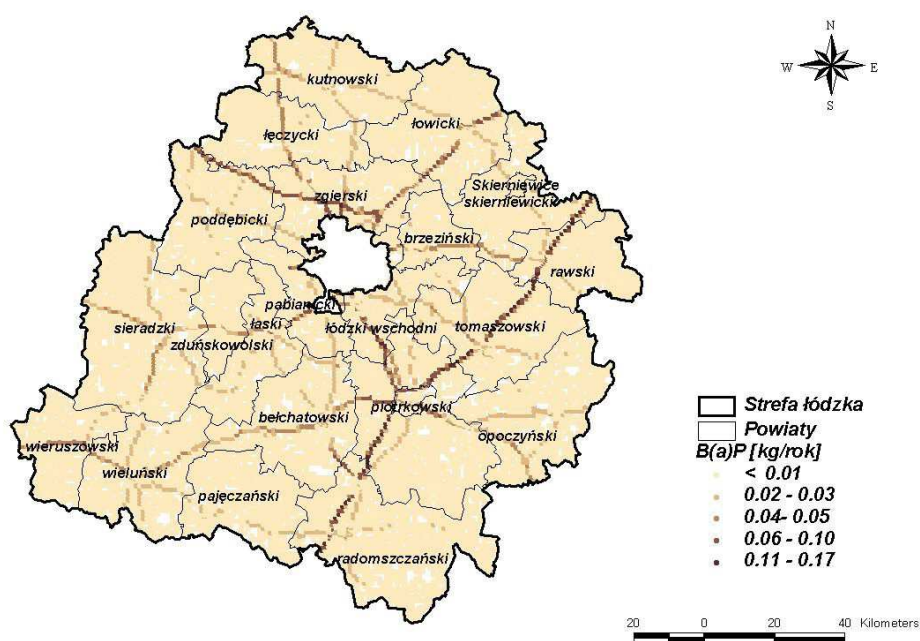 N
W E
S
kutnowski
łowicki
łęczycki
zgierski
Skierniewice
skierniewicki
poddębicki
brzeziński
rawski
pabianicki
sieradzki
łaski
łódzki wschodni
tomaszowski
zduńskowolski
bełchatowski
piotrkowski
opoczyński
wieruszowski
wieluński
pajęczański
radomszczański
Strefa łódzka
Powiaty
B(a)P [kg/rok]
< 0.01
0.02 - 0.03
0.04- 0.05
0.06 - 0.10
0.11 - 0.17
20 0 20 40 Kilometers